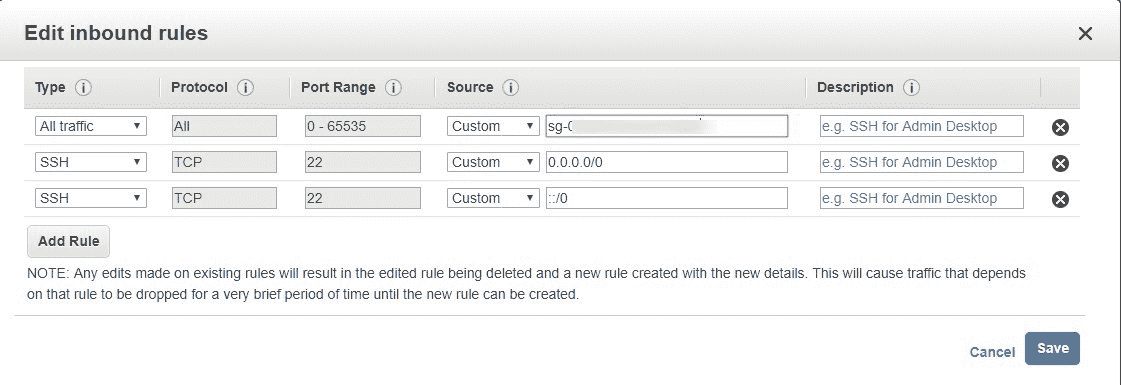 Edit inbound rules
Type Protocol Port Range Source Description
All traffic All 0 - 65535 Custom sg- e.g. SSH for Admin Desktop
SSH TCP 22 Custom 0.0.0.0/0 e.g. SSH for Admin Desktop
SSH TCP 22 Custom ::/0 e.g. SSH for Admin Desktop
Add Rule
NOTE: Any edits made on existing rules will result in the edited rule being deleted and a new rule created with the new details. This will cause traffic that depends
on that rule to be dropped for a very brief period of time until the new rule can be created.
Cancel Save